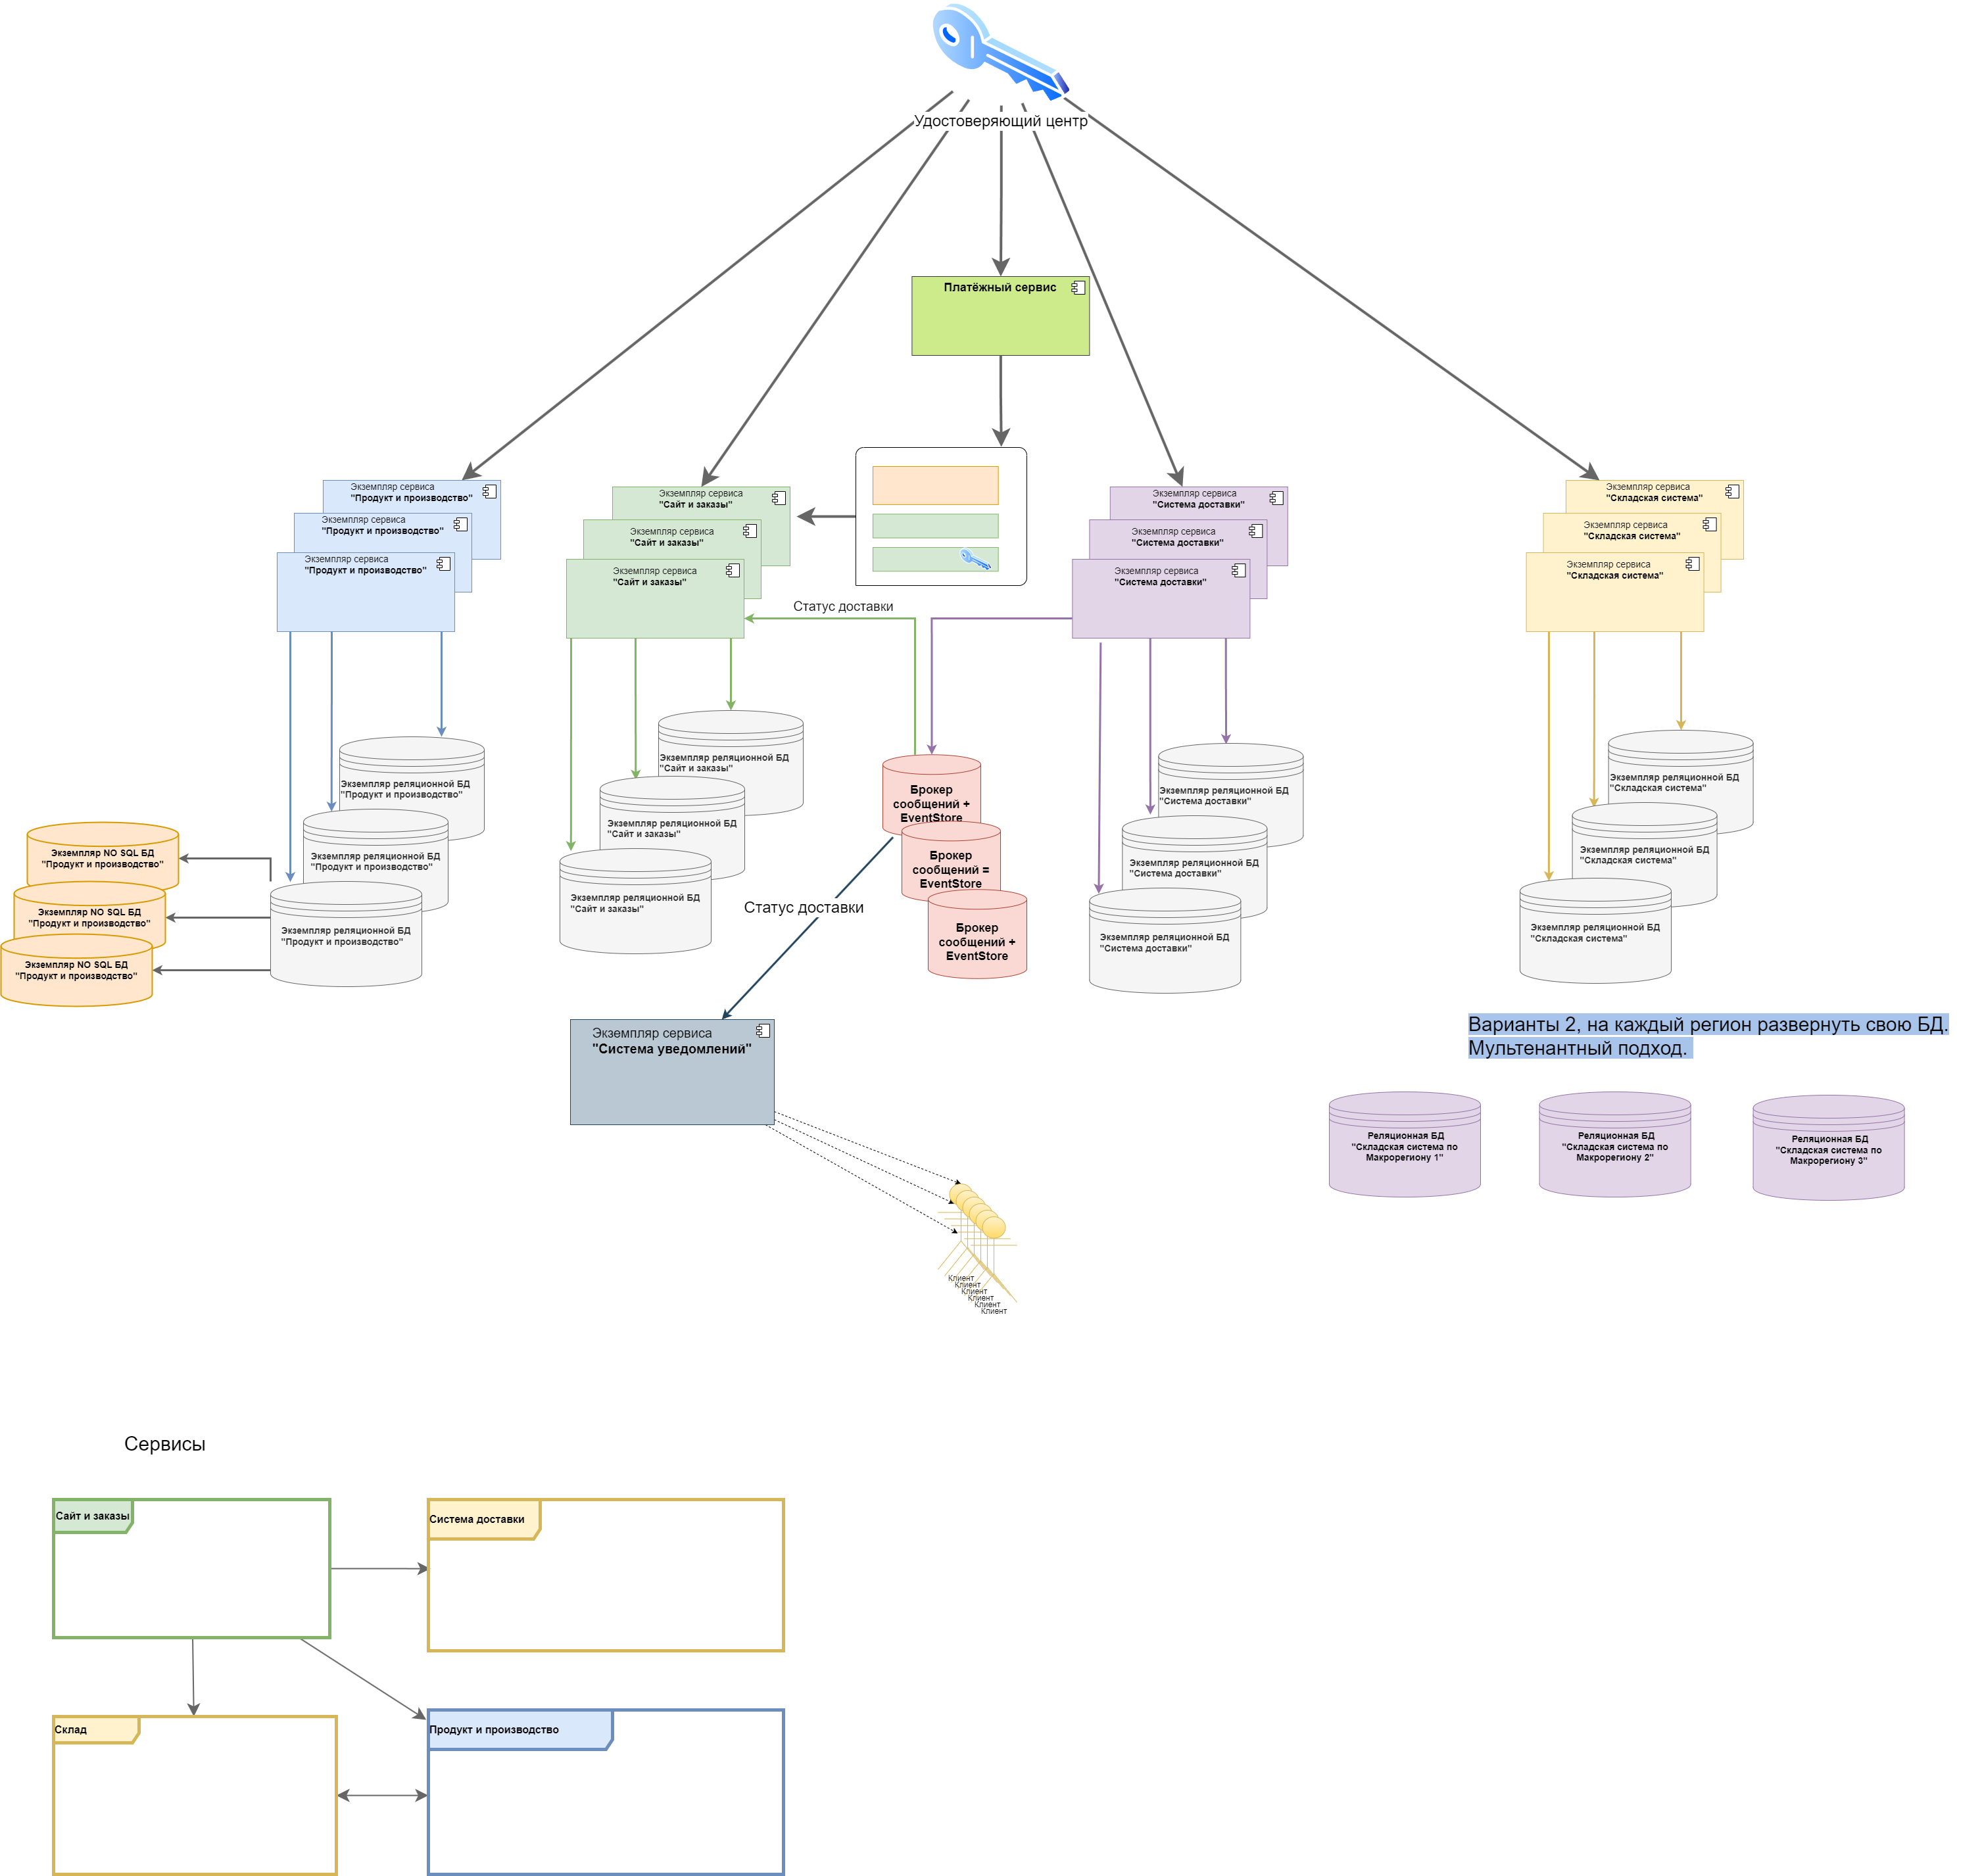 Удостоверяющий центр
Платёжный сервис
Экземпляр сервиса
"Продукт и производство"
Экземпляр сервиса
"Продукт и производство"
Экземпляр сервиса
"Продукт и производство"
Экземпляр сервиса
"Сайт и заказы"
Экземпляр сервиса
"Сайт и заказы"
Экземпляр сервиса
"Сайт и заказы"
Экземпляр сервиса
"Система доставки"
Экземпляр сервиса
"Система доставки"
Экземпляр сервиса
"Система доставки"
Экземпляр сервиса
"Складская система"
Экземпляр сервиса
"Складская система"
Экземпляр сервиса
"Складская система"
Статус доставки
Экземпляр реляционной БД
"Продукт и производство"
Экземпляр реляционной БД
"Продукт и производство"
Экземпляр реляционной БД
"Продукт и производство"
Экземпляр NO SQL БД
"Продукт и производство"
Экземпляр NO SQL БД
"Продукт и производство"
Экземпляр NO SQL БД
"Продукт и производство"
Экземпляр реляционной БД
"Сайт и заказы"
Экземпляр реляционной БД
"Сайт и заказы"
Экземпляр реляционной БД
"Сайт и заказы"
Брокер
сообщений +
EventStore
Брокер
сообщений =
EventStore
Брокер
сообщений +
EventStore
Экземпляр реляционной БД
"Система доставки"
Экземпляр реляционной БД
"Система доставки"
Экземпляр реляционной БД
"Система доставки"
Экземпляр реляционной БД
"Складская система"
Экземпляр реляционной БД
"Складская система"
Экземпляр реляционной БД
"Складская система"
Статус доставки
Экземпляр сервиса
"Система уведомлений"
Варианты 2, на каждый регион развернуть свою БД.
Мультенантный подход.
Реляционная БД
"Складская система по
Макрорегиону 1"
Реляционная БД
"Складская система по
Макрорегиону 2"
Реляционная БД
"Складская система по
Макрорегиону 3"
Клиент
Клиент
Клиент
Клиент
Клиент
Клиент
Сервисы
Сайт и заказы
Система доставки
Склад
Продукт и производство